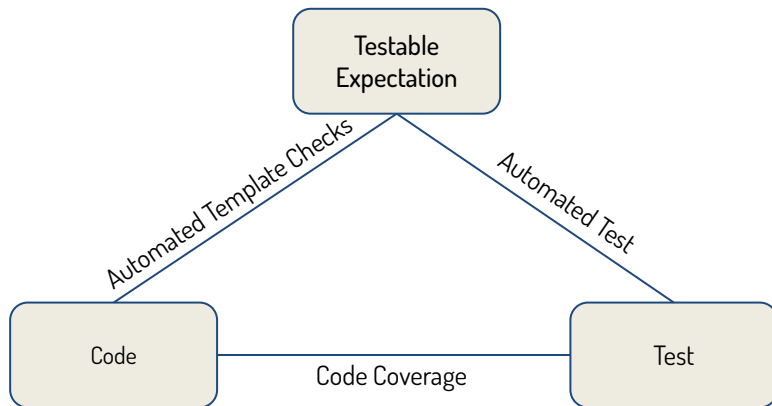 Testable
Expectation
Automated Template Checks
Automated Test
Code
Code Coverage
Test